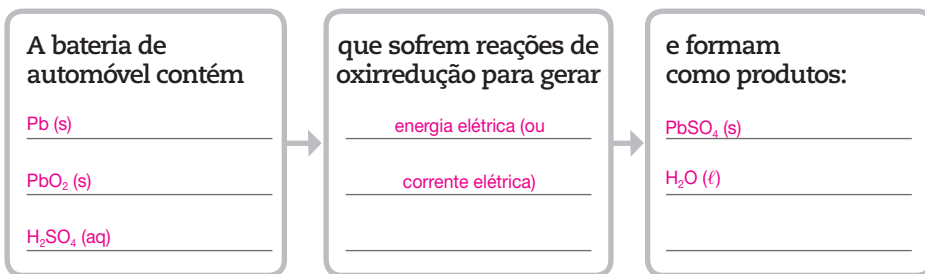 A bateria de
automóvel contém
Pb (s)
PbO₂ (s)
H₂SO₄ (aq)
que sofrem reações de
oxirredução para gerar
energia elétrica (ou
corrente elétrica)
e formam
como produtos:
PbSO₄ (s)
H₂O (ℓ)